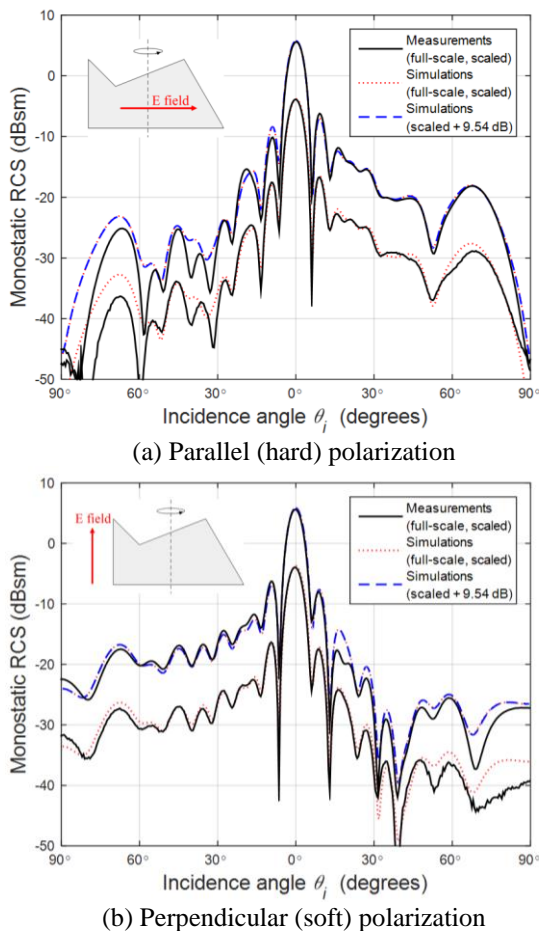 10
0
-10
-20
-30
-40
-50
Monostatic RCS (dBsm)
E field
Measurements
(full-scale, scaled)
Simulations
(full-scale, scaled)
Simulations
(scaled + 9.54 dB)
90° 60° 30° 0° 30° 60° 90°
Incidence angle θi (degrees)
(a) Parallel (hard) polarization
10
0
-10
-20
-30
-40
-50
Monostatic RCS (dBsm)
E field
Measurements
(full-scale, scaled)
Simulations
(full-scale, scaled)
Simulations
(scaled + 9.54 dB)
90° 60° 30° 0° 30° 60° 90°
Incidence angle θi (degrees)
(b) Perpendicular (soft) polarization